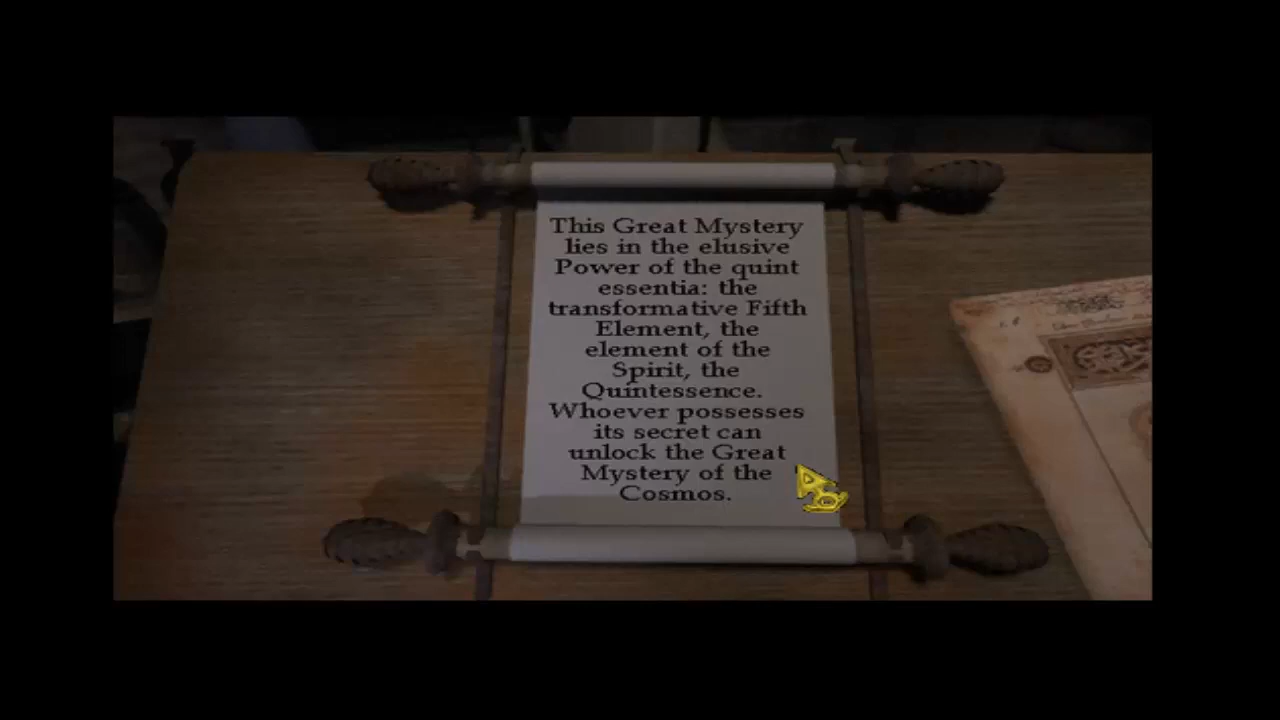 This Great Mystery
lies in the elusive
Power of the quint
essentia: the
transformative Fifth
Element, the
element of the
Spirit, the
Quintessence.
Whoever possesses
its secret can
unlock the Great
Mystery of the
Cosmos.